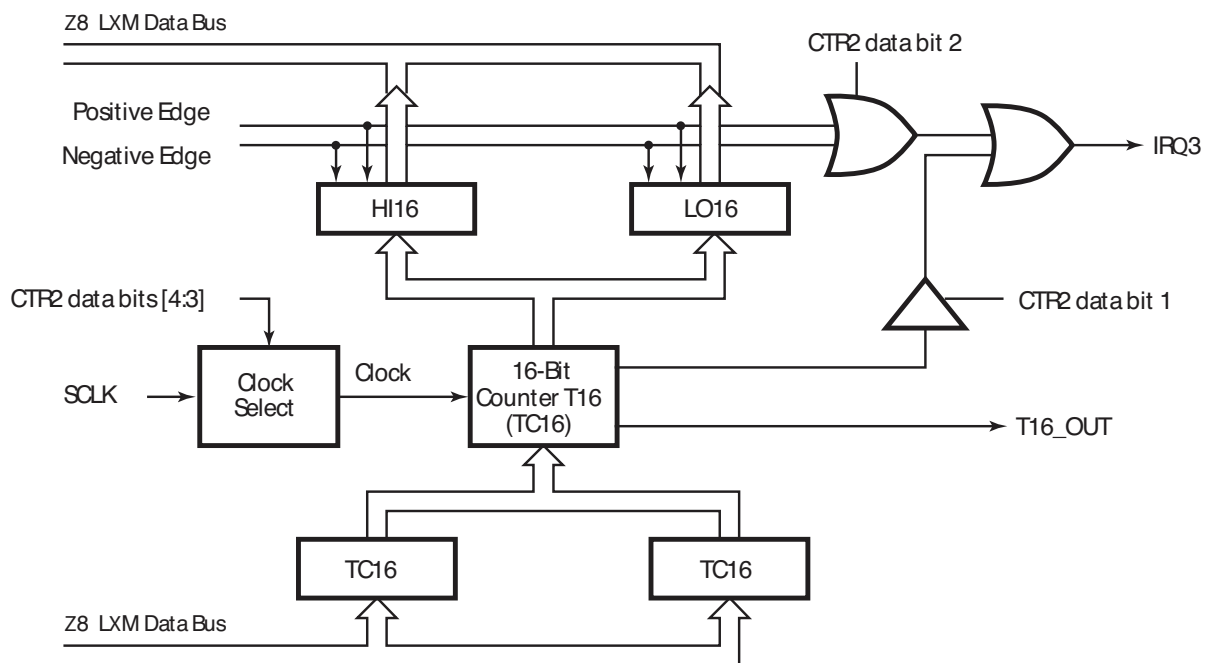 Z8 LXM Data Bus
CTR2 data bit 2
Positive Edge
Negative Edge
IRQ3
HI16
LO16
CTR2 data bits [4:3]
CTR2 data bit 1
SCLK
Clock
Select
Clock
16-Bit
Counter T16
(TC16)
T16_OUT
TC16
TC16
Z8 LXM Data Bus